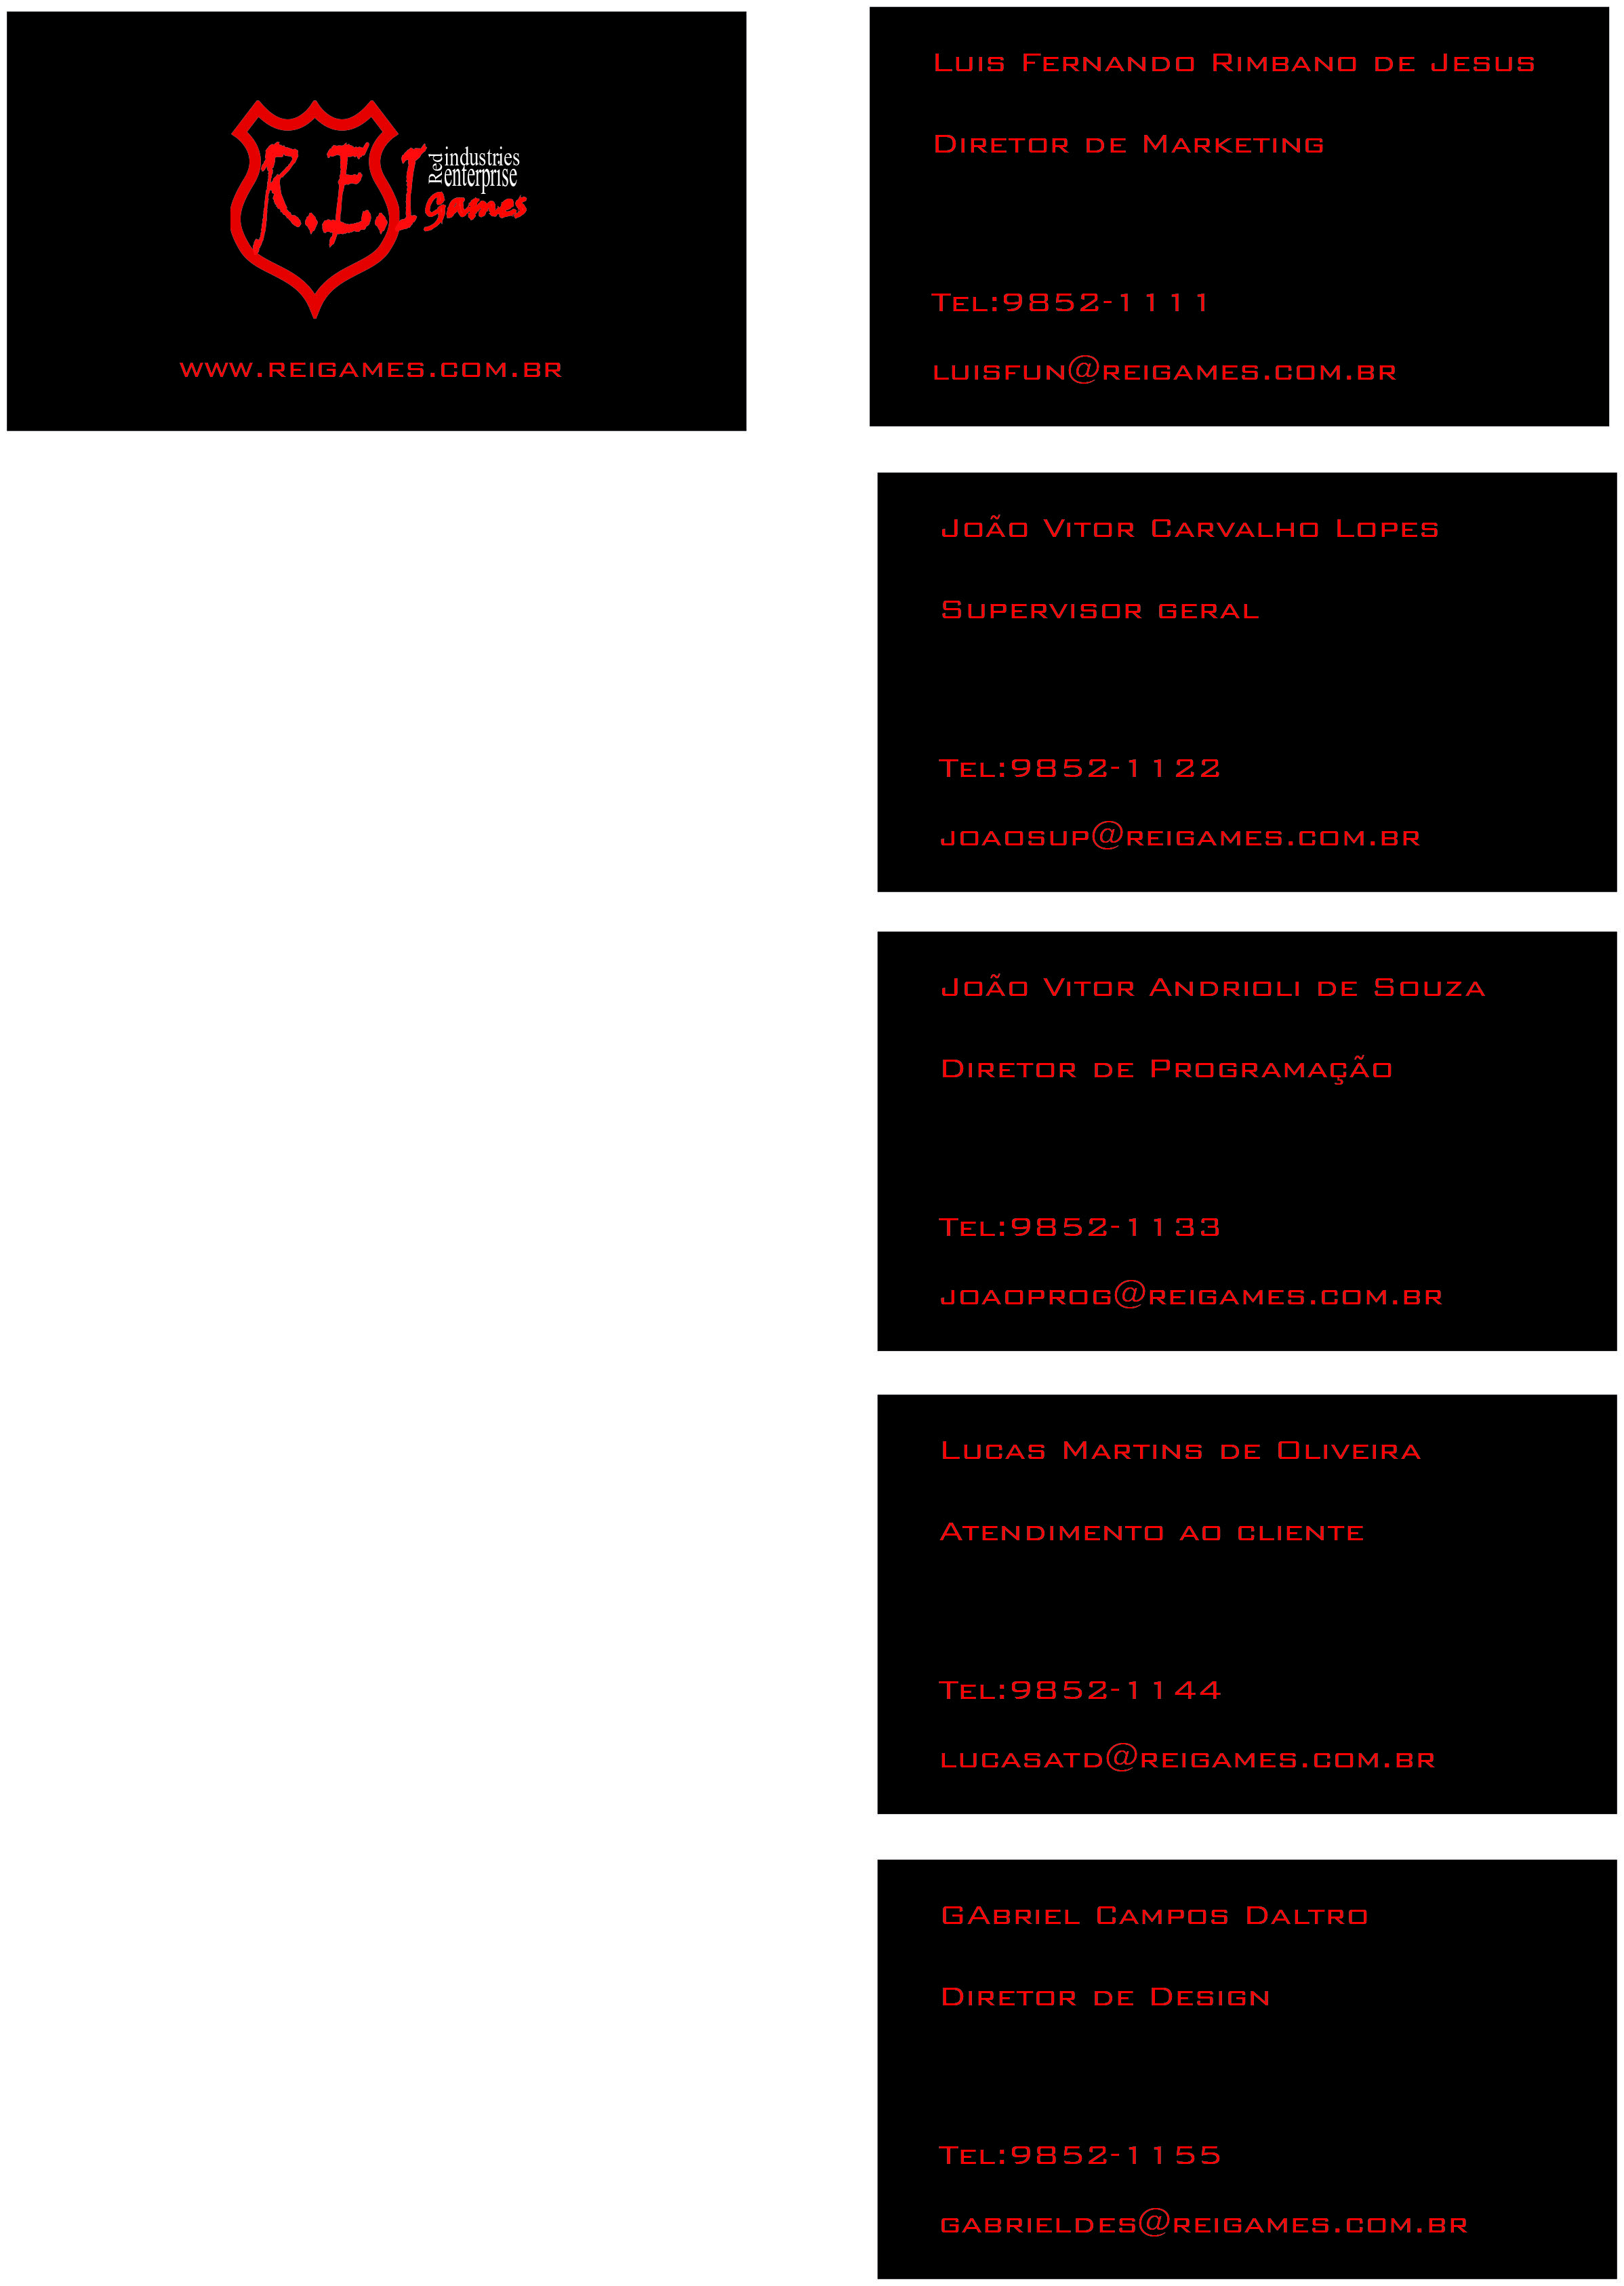 R.E.I
Red
industries
enterprise
games
www.reigames.com.br
Luis Fernando Rimbano de Jesus
Diretor de Marketing
Tel:9852-1111
luisfun@reigames.com.br
João Vitor Carvalho Lopes
Supervisor geral
Tel:9852-1122
joaosup@reigames.com.br
João Vitor Andrioli de Souza
Diretor de Programação
Tel:9852-1133
joaoprog@reigames.com.br
Lucas Martins de Oliveira
Atendimento ao cliente
Tel:9852-1144
lucasatd@reigames.com.br
GAbriel Campos Daltro
Diretor de Design
Tel:9852-1155
gabrieldes@reigames.com.br